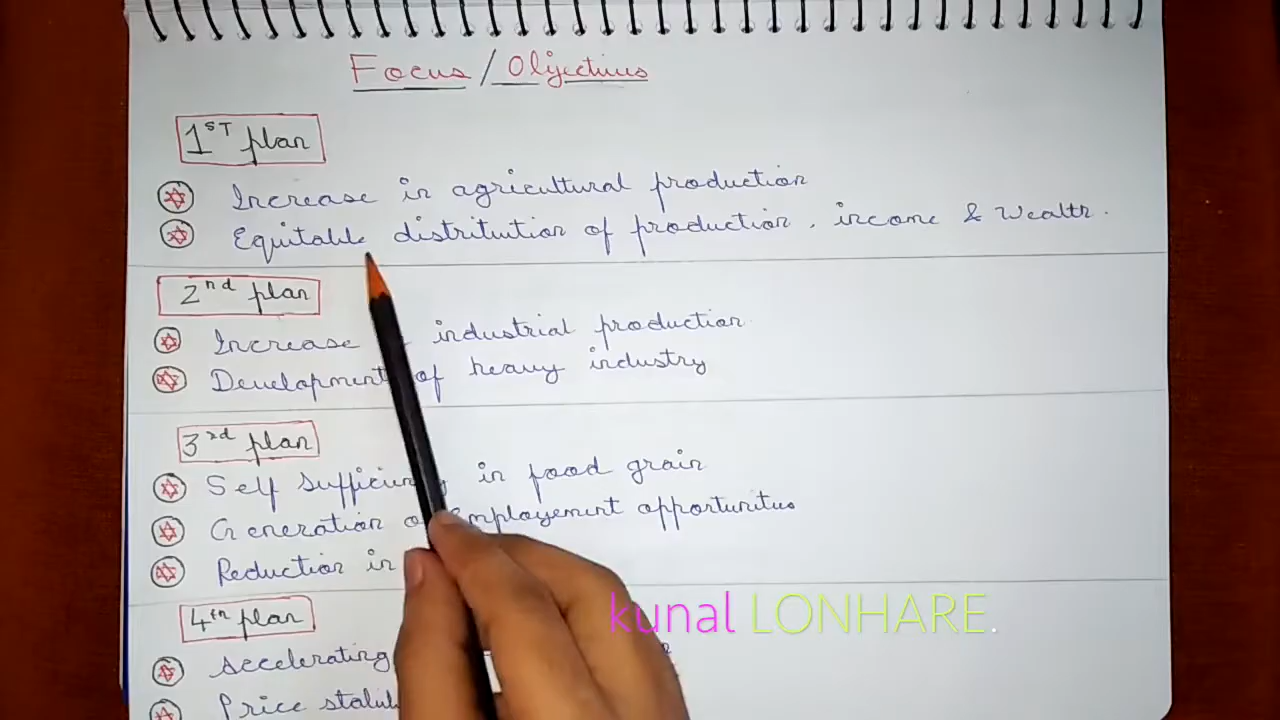 Focus / Objectives
1ST plan
Increase in agricultural production
Equitable distribution of production, income & wealth.
2nd plan
Increase industrial production
Development of heavy industry
3rd plan
Self in food grain
Generation employement opportunities
Reduction in
4th plan
Accelerating
Price
kunal LONHARE.